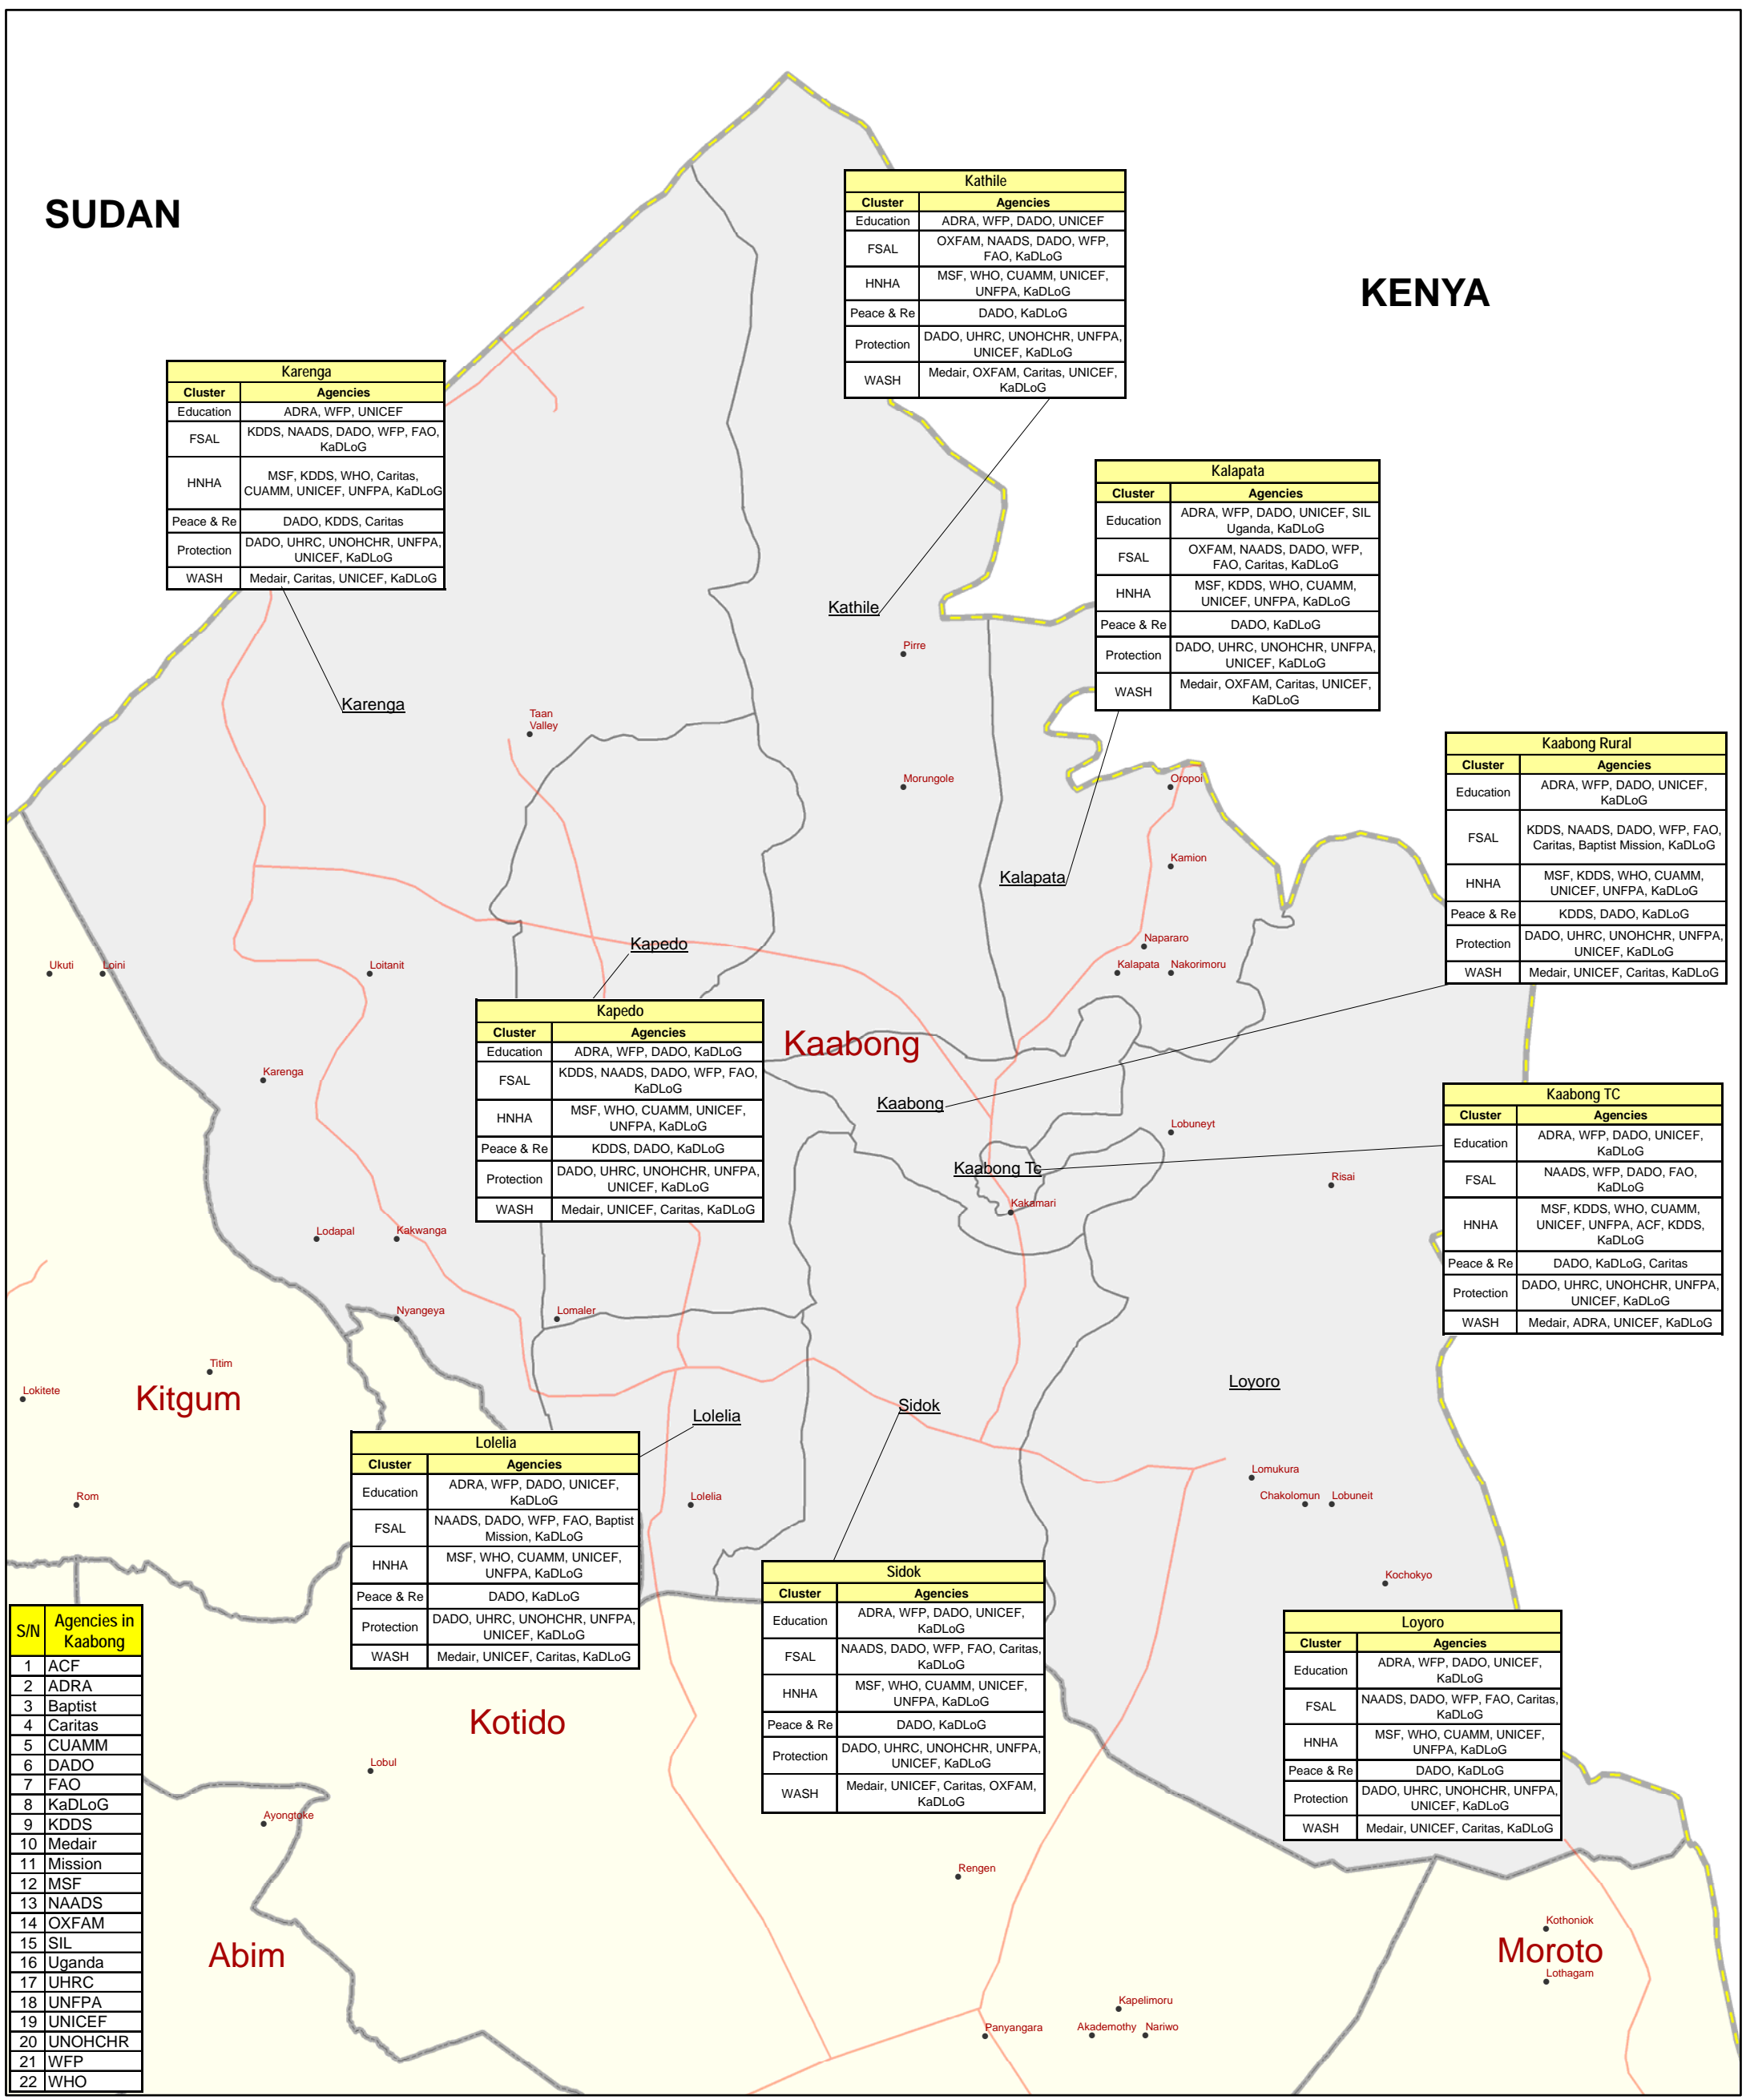 SUDAN
KENYA
Kathile
Cluster Agencies
Education ADRA, WFP, DADO, UNICEF
FSAL OXFAM, NAADS, DADO, WFP,
FAO, KaDLoG
HNHA MSF, WHO, CUAMM, UNICEF,
UNFPA, KaDLoG
Peace & Re DADO, KaDLoG
Protection DADO, UHRC, UNOHCHR, UNFPA,
UNICEF, KaDLoG
WASH Medair, OXFAM, Caritas, UNICEF,
KaDLoG
Karenga
Cluster Agencies
Education ADRA, WFP, UNICEF
FSAL KDDS, NAADS, DADO, WFP, FAO,
KaDLoG
HNHA MSF, KDDS, WHO, Caritas,
CUAMM, UNICEF, UNFPA, KaDLoG
Peace & Re DADO, KDDS, Caritas
Protection DADO, UHRC, UNOHCHR, UNFPA,
UNICEF, KaDLoG
WASH Medair, Caritas, UNICEF, KaDLoG
Kalapata
Cluster Agencies
Education ADRA, WFP, DADO, UNICEF, SIL
Uganda, KaDLoG
FSAL OXFAM, NAADS, DADO, WFP,
FAO, Caritas, KaDLoG
HNHA MSF, KDDS, WHO, CUAMM,
UNICEF, UNFPA, KaDLoG
Peace & Re DADO, KaDLoG
Protection DADO, UHRC, UNOHCHR, UNFPA,
UNICEF, KaDLoG
WASH Medair, OXFAM, Caritas, UNICEF,
KaDLoG
Kathile
Pirre
Karenga
Taan
Valley
Morungole
Oropoi
Kaabong Rural
Cluster Agencies
Education ADRA, WFP, DADO, UNICEF,
KaDLoG
FSAL KDDS, NAADS, DADO, WFP, FAO,
Caritas, Baptist Mission, KaDLoG
HNHA MSF, KDDS, WHO, CUAMM,
UNICEF, UNFPA, KaDLoG
Peace & Re KDDS, DADO, KaDLoG
Protection DADO, UHRC, UNOHCHR, UNFPA,
UNICEF, KaDLoG
WASH Medair, UNICEF, Caritas, KaDLoG
Kamion
Kalapata
Kapedo
Napararo
Ukuti
Loini
Loitanit
Kalapata
Nakorimoru
Kapedo
Cluster Agencies
Education ADRA, WFP, DADO, KaDLoG
FSAL KDDS, NAADS, DADO, WFP, FAO,
KaDLoG
HNHA MSF, WHO, CUAMM, UNICEF,
UNFPA, KaDLoG
Peace & Re KDDS, DADO, KaDLoG
Protection DADO, UHRC, UNOHCHR, UNFPA,
UNICEF, KaDLoG
WASH Medair, UNICEF, Caritas, KaDLoG
Kaabong
Karenga
Kaabong
Lobuneyt
Kaabong Tc
Risai
Kakamari
Kaabong TC
Cluster Agencies
Education ADRA, WFP, DADO, UNICEF,
KaDLoG
FSAL NAADS, WFP, DADO, FAO,
KaDLoG
HNHA MSF, KDDS, WHO, CUAMM,
UNICEF, UNFPA, ACF, KDDS,
KaDLoG
Peace & Re DADO, KaDLoG, Caritas
Protection DADO, UHRC, UNOHCHR, UNFPA,
UNICEF, KaDLoG
WASH Medair, ADRA, UNICEF, KaDLoG
Lodapal
Kakwanga
Nyangeya
Lomaler
Titim
Lokitete
Kitgum
Loyoro
Sidok
Lolelia
Lolelia
Cluster Agencies
Education ADRA, WFP, DADO, UNICEF,
KaDLoG
FSAL NAADS, DADO, WFP, FAO, Baptist
Mission, KaDLoG
HNHA MSF, WHO, CUAMM, UNICEF,
UNFPA, KaDLoG
Peace & Re DADO, KaDLoG
Protection DADO, UHRC, UNOHCHR, UNFPA,
UNICEF, KaDLoG
WASH Medair, UNICEF, Caritas, KaDLoG
Rom
Lolelia
Lomukura
Chakolomun
Lobuneit
Kochokyo
Sidok
Cluster Agencies
Education ADRA, WFP, DADO, UNICEF,
KaDLoG
FSAL NAADS, DADO, WFP, FAO, Caritas,
KaDLoG
HNHA MSF, WHO, CUAMM, UNICEF,
UNFPA, KaDLoG
Peace & Re DADO, KaDLoG
Protection DADO, UHRC, UNOHCHR, UNFPA,
UNICEF, KaDLoG
WASH Medair, UNICEF, Caritas, OXFAM,
KaDLoG
Loyoro
Cluster Agencies
Education ADRA, WFP, DADO, UNICEF,
KaDLoG
FSAL NAADS, DADO, WFP, FAO, Caritas,
KaDLoG
HNHA MSF, WHO, CUAMM, UNICEF,
UNFPA, KaDLoG
Peace & Re DADO, KaDLoG
Protection DADO, UHRC, UNOHCHR, UNFPA,
UNICEF, KaDLoG
WASH Medair, UNICEF, Caritas, KaDLoG
S/N Agencies in
Kaabong
1 ACF
2 ADRA
3 Baptist
4 Caritas
5 CUAMM
6 DADO
7 FAO
8 KaDLoG
9 KDDS
10 Medair
11 Mission
12 MSF
13 NAADS
14 OXFAM
15 SIL
16 Uganda
17 UHRC
18 UNFPA
19 UNICEF
20 UNOHCHR
21 WFP
22 WHO
Kotido
Lobul
Ayongtoke
Abim
Rengen
Kothoniok
Moroto
Lothagam
Kapelimoru
Panyangara
Akademothy
Nariwo